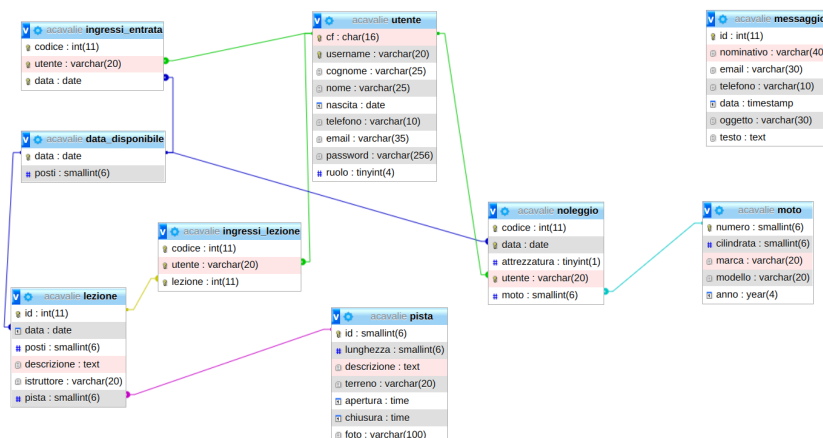 acavalie ingressi_entrata
codice : int(11)
utente : varchar(20)
data : date
acavalie utente
cf : char(16)
username : varchar(20)
cognome : varchar(25)
nome : varchar(25)
nascita : date
telefono : varchar(10)
email : varchar(35)
password : varchar(256)
ruolo : tinyint(4)
acavalie messaggio
id : int(11)
nominativo : varchar(40
email : varchar(30)
telefono : varchar(10)
data : timestamp
oggetto : varchar(30)
testo : text
acavalie data_disponibile
data : date
posti : smallint(6)
acavalie ingressi_lezione
codice : int(11)
utente : varchar(20)
lezione : int(11)
acavalie noleggio
codice : int(11)
data : date
attrezzatura : tinyint(1)
utente : varchar(20)
moto : smallint(6)
acavalie moto
numero : smallint(6)
cilindrata : smallint(6)
marca : varchar(20)
modello : varchar(20)
anno : year(4)
acavalie lezione
id : int(11)
data : date
posti : smallint(6)
descrizione : text
istruttore : varchar(20)
pista : smallint(6)
acavalie pista
id : smallint(6)
lunghezza : smallint(6)
descrizione : text
terreno : varchar(20)
apertura : time
chiusura : time
foto : varchar(100)